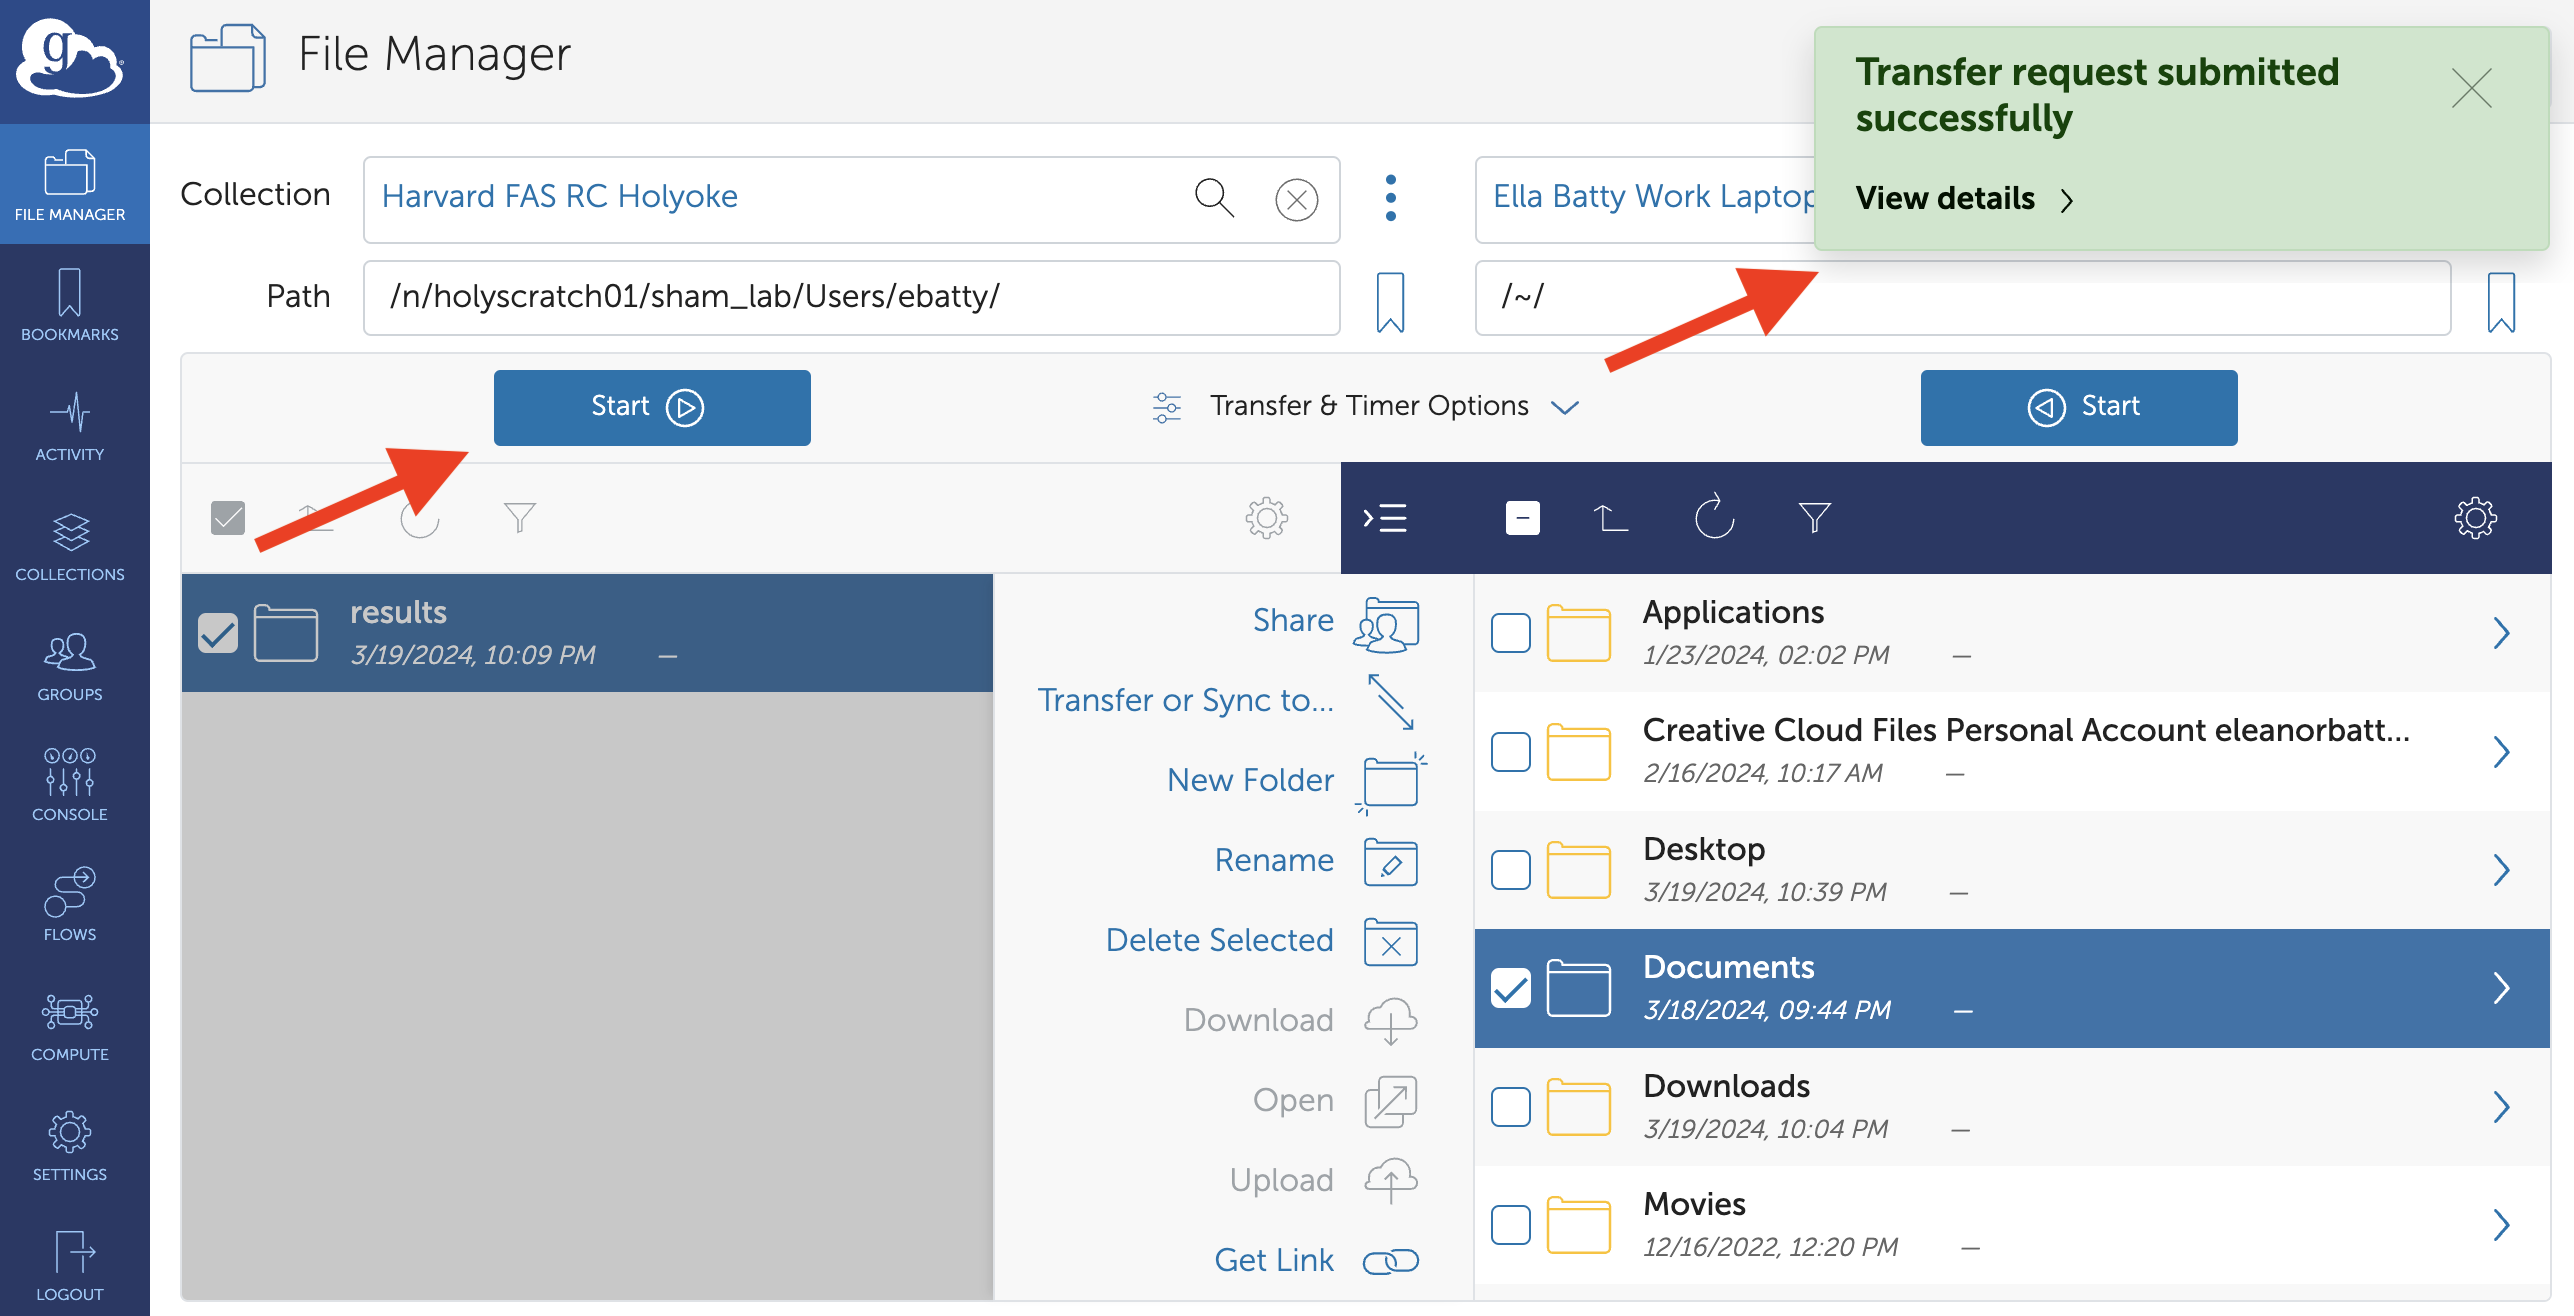 g
File Manager
Transfer request submitted
successfully
View details
FILE MANAGER
BOOKMARKS
ACTIVITY
COLLECTIONS
GROUPS
CONSOLE
FLOWS
COMPUTE
SETTINGS
LOGOUT
Collection
Harvard FAS RC Holyoke
Ella Batty Work Laptop
Path
/n/holyscratch01/sham_lab/Users/ebatty/
/~/
Start
Transfer & Timer Options
Start
results
3/19/2024, 10:09 PM —
Share
Transfer or Sync to...
New Folder
Rename
Delete Selected
Download
Open
Upload
Get Link
Applications
1/23/2024, 02:02 PM —
Creative Cloud Files Personal Account eleanorbatt...
2/16/2024, 10:17 AM —
Desktop
3/19/2024, 10:39 PM —
Documents
3/18/2024, 09:44 PM —
Downloads
3/19/2024, 10:04 PM —
Movies
12/16/2022, 12:20 PM —